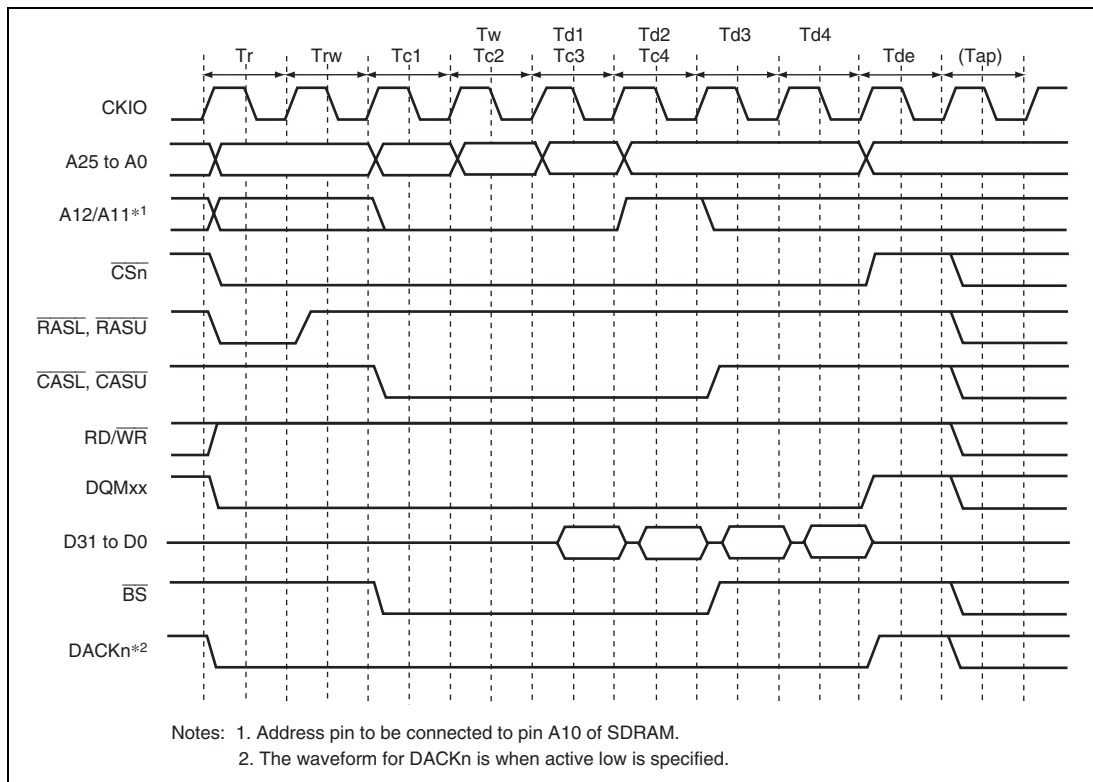 Tw Td1 Td2 Td3 Td4
Tr Trw Tc1 Tc2 Tc3 Tc4 Tde (Tap)
CKIO
A25 to A0
A12/A11*1
CSn
RASL, RASU
CASL, CASU
RD/WR
DQMxx
D31 to D0
BS
DACKn*2
Notes: 1. Address pin to be connected to pin A10 of SDRAM.
2. The waveform for DACKn is when active low is specified.